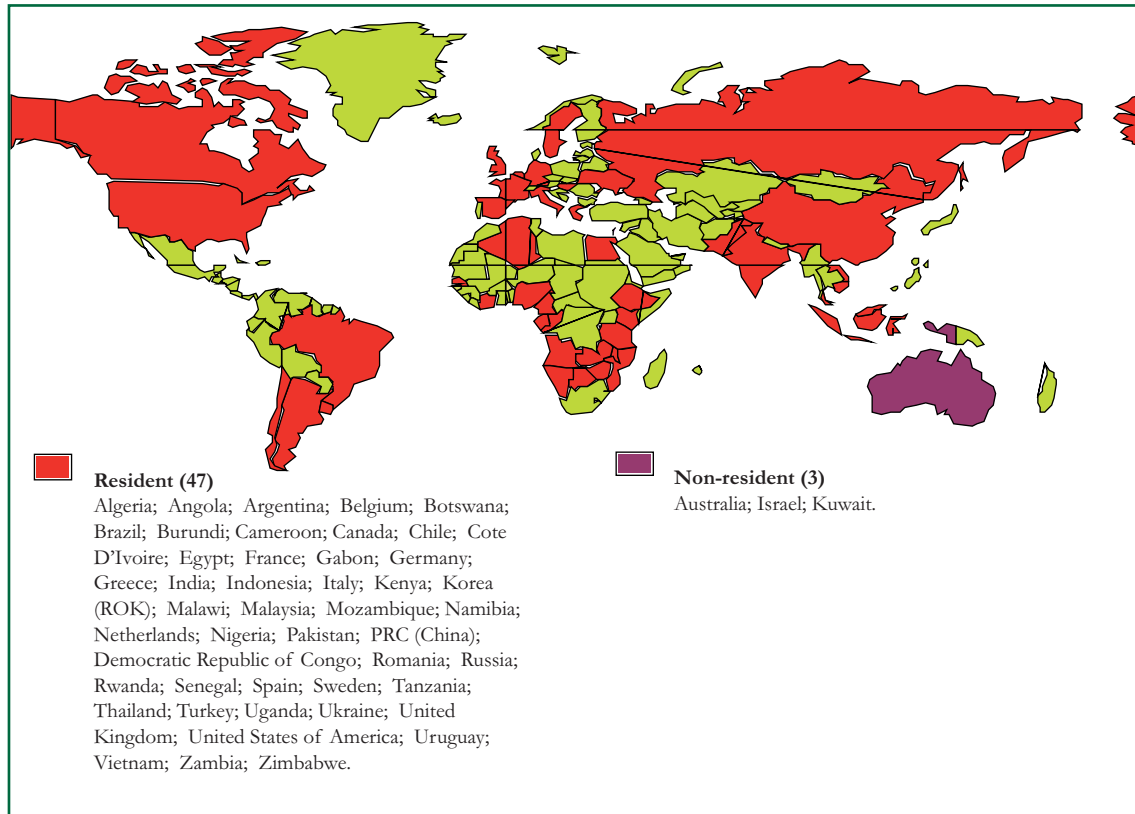 Resident (47)
Algeria; Angola; Argentina; Belgium; Botswana;
Brazil; Burundi; Cameroon; Canada; Chile; Cote
D'Ivoire; Egypt; France; Gabon; Germany;
Greece; India; Indonesia; Italy; Kenya; Korea
(ROK); Malawi; Malaysia; Mozambique; Namibia;
Netherlands; Nigeria; Pakistan; PRC (China);
Democratic Republic of Congo; Romania; Russia;
Rwanda; Senegal; Spain; Sweden; Tanzania;
Thailand; Turkey; Uganda; Ukraine; United
Kingdom; United States of America; Uruguay;
Vietnam; Zambia; Zimbabwe.
Non-resident (3)
Australia; Israel; Kuwait.